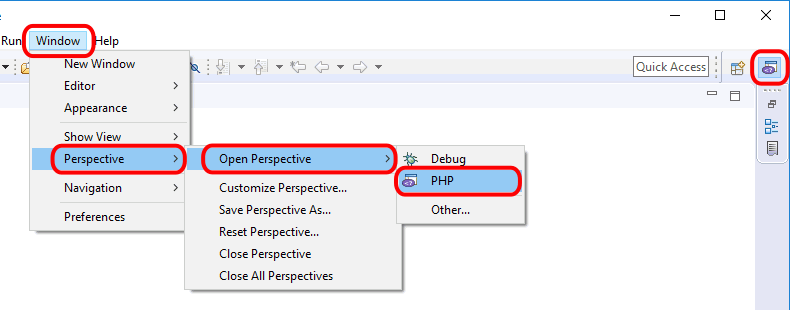 Run Window Help
New Window
Editor
Appearance
Show View
Perspective
Navigation
Preferences
Open Perspective
Customize Perspective...
Save Perspective As...
Reset Perspective...
Close Perspective
Close All Perspectives
Debug
PHP
Other...
Quick Access